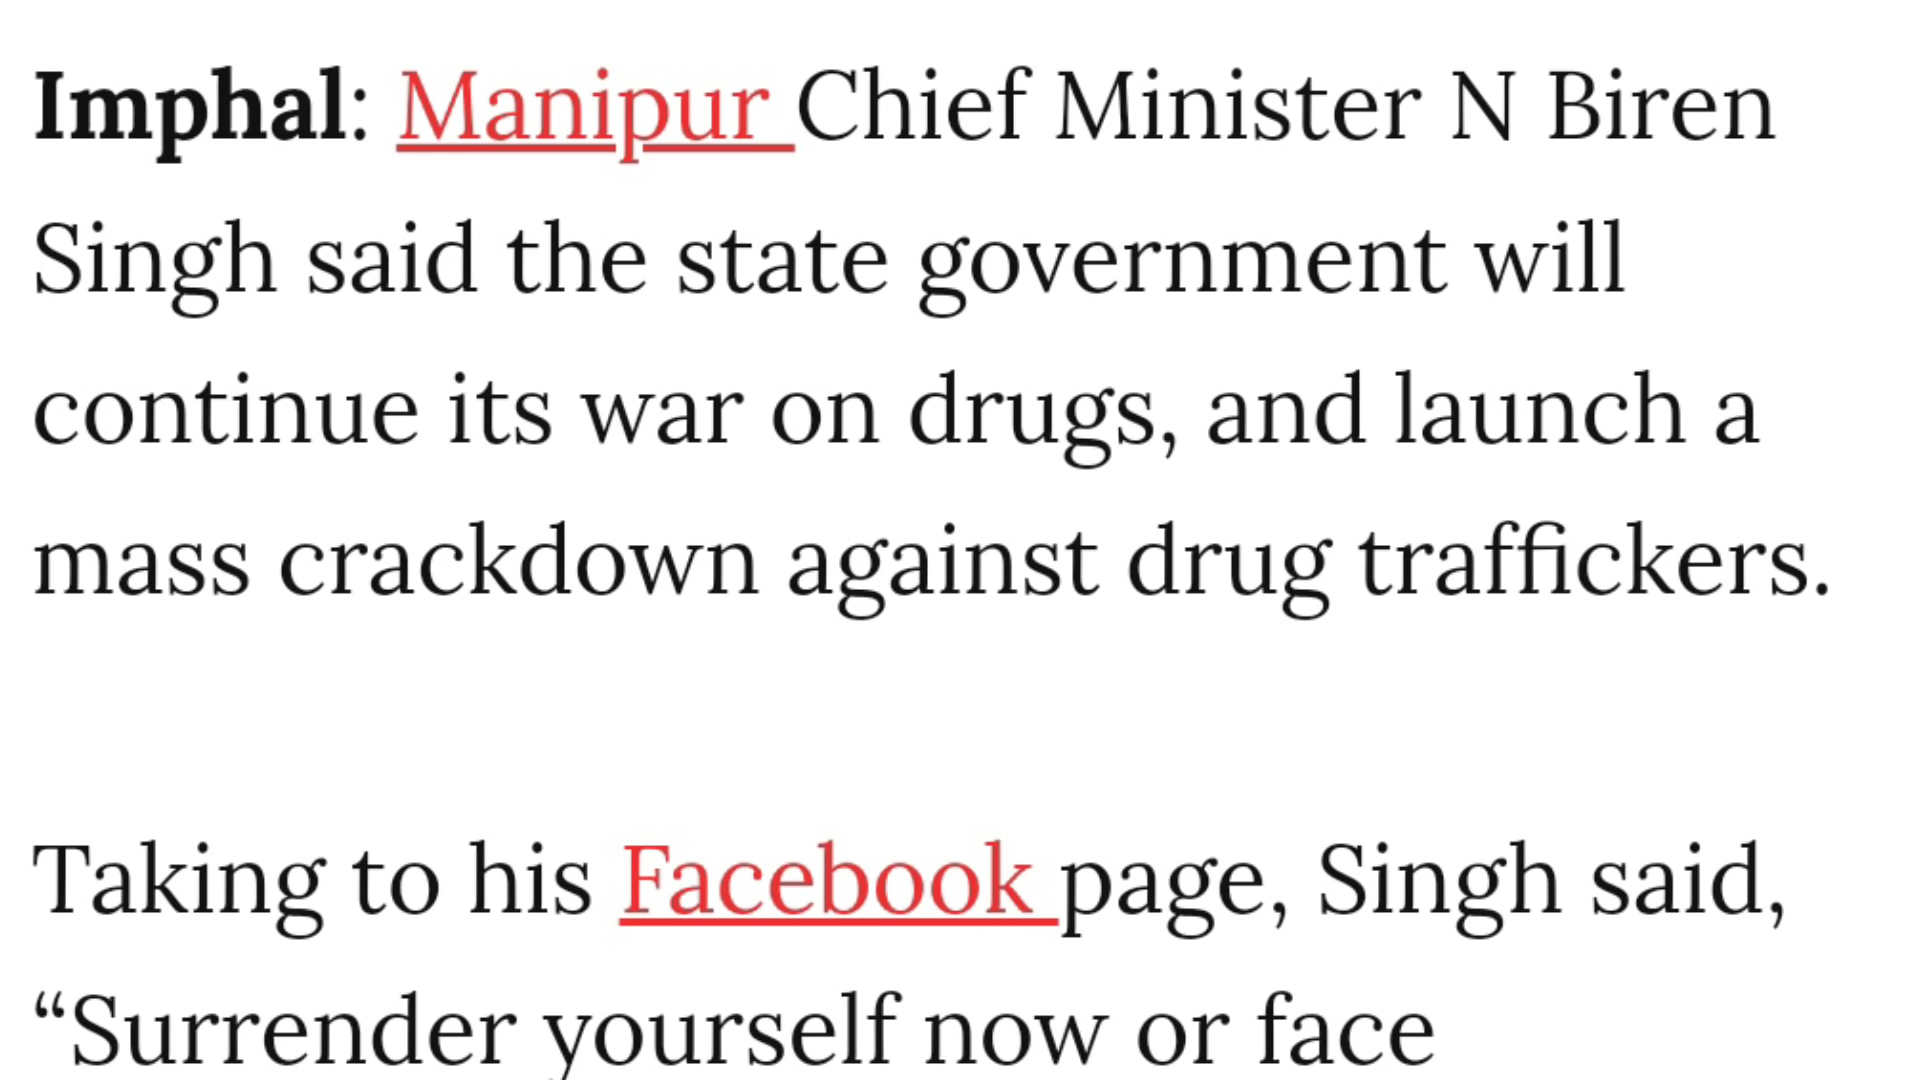 Imphal: Manipur Chief Minister N Biren
Singh said the state government will
continue its war on drugs, and launch a
mass crackdown against drug traffickers.
Taking to his Facebook page, Singh said,
“Surrender yourself now or face